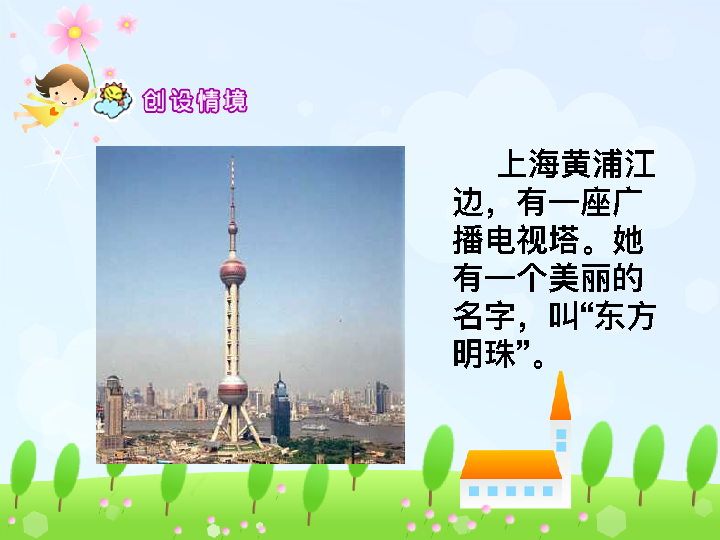 创设情境
上海黄浦江
边，有一座广
播电视塔。她
有一个美丽的
名字，叫“东方
明珠”。